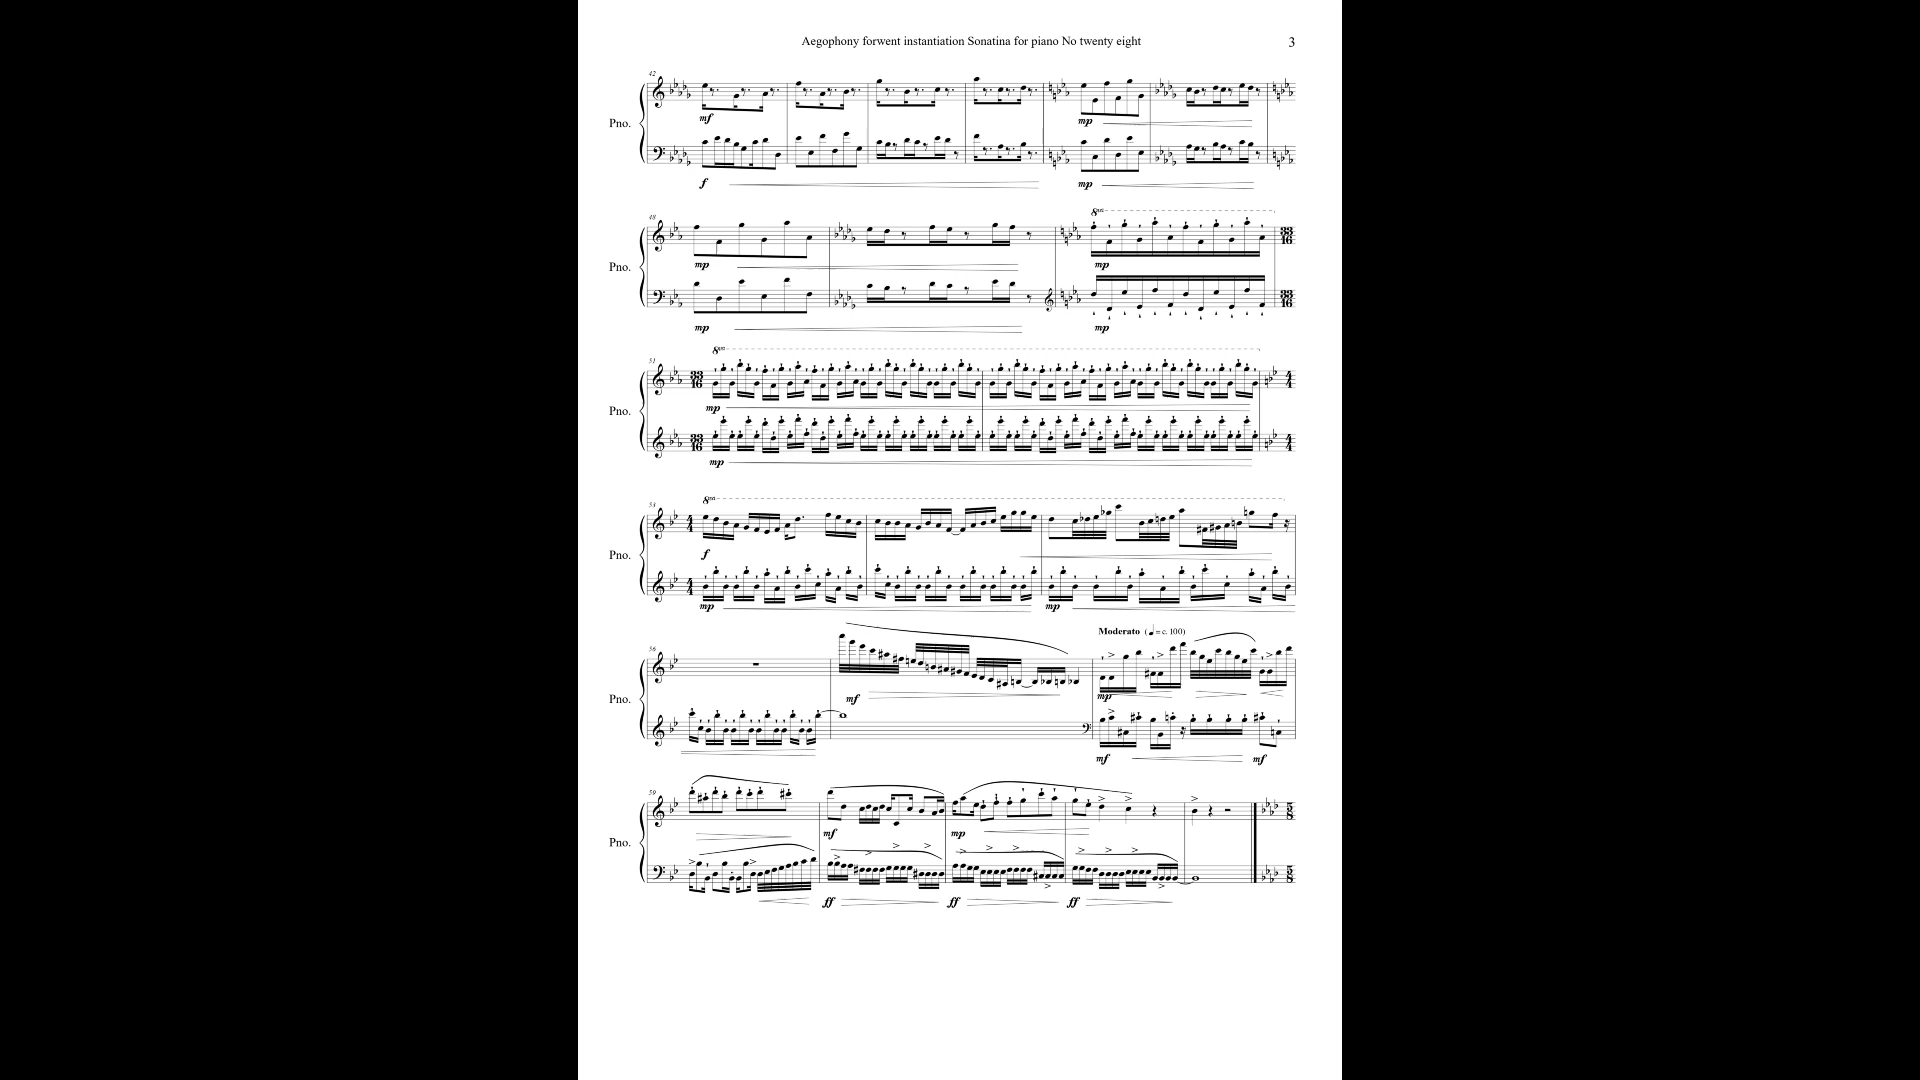 Aegophony forwent instantiation Sonatina for piano No twenty eight
3
42
Pno.
mf
f
mp
mp
48
8va
Pno.
mp
mp
mp
mp
33
16
33
16
51
8va
Pno.
33
16
33
16
mp
mp
4
4
4
4
53
8va
Pno.
4
4
4
4
f
mp
mp
56
Moderato (♩ = c. 100)
Pno.
mf
mp
mf
mf
59
Pno.
mf
mp
ff
ff
ff
5
8
5
8